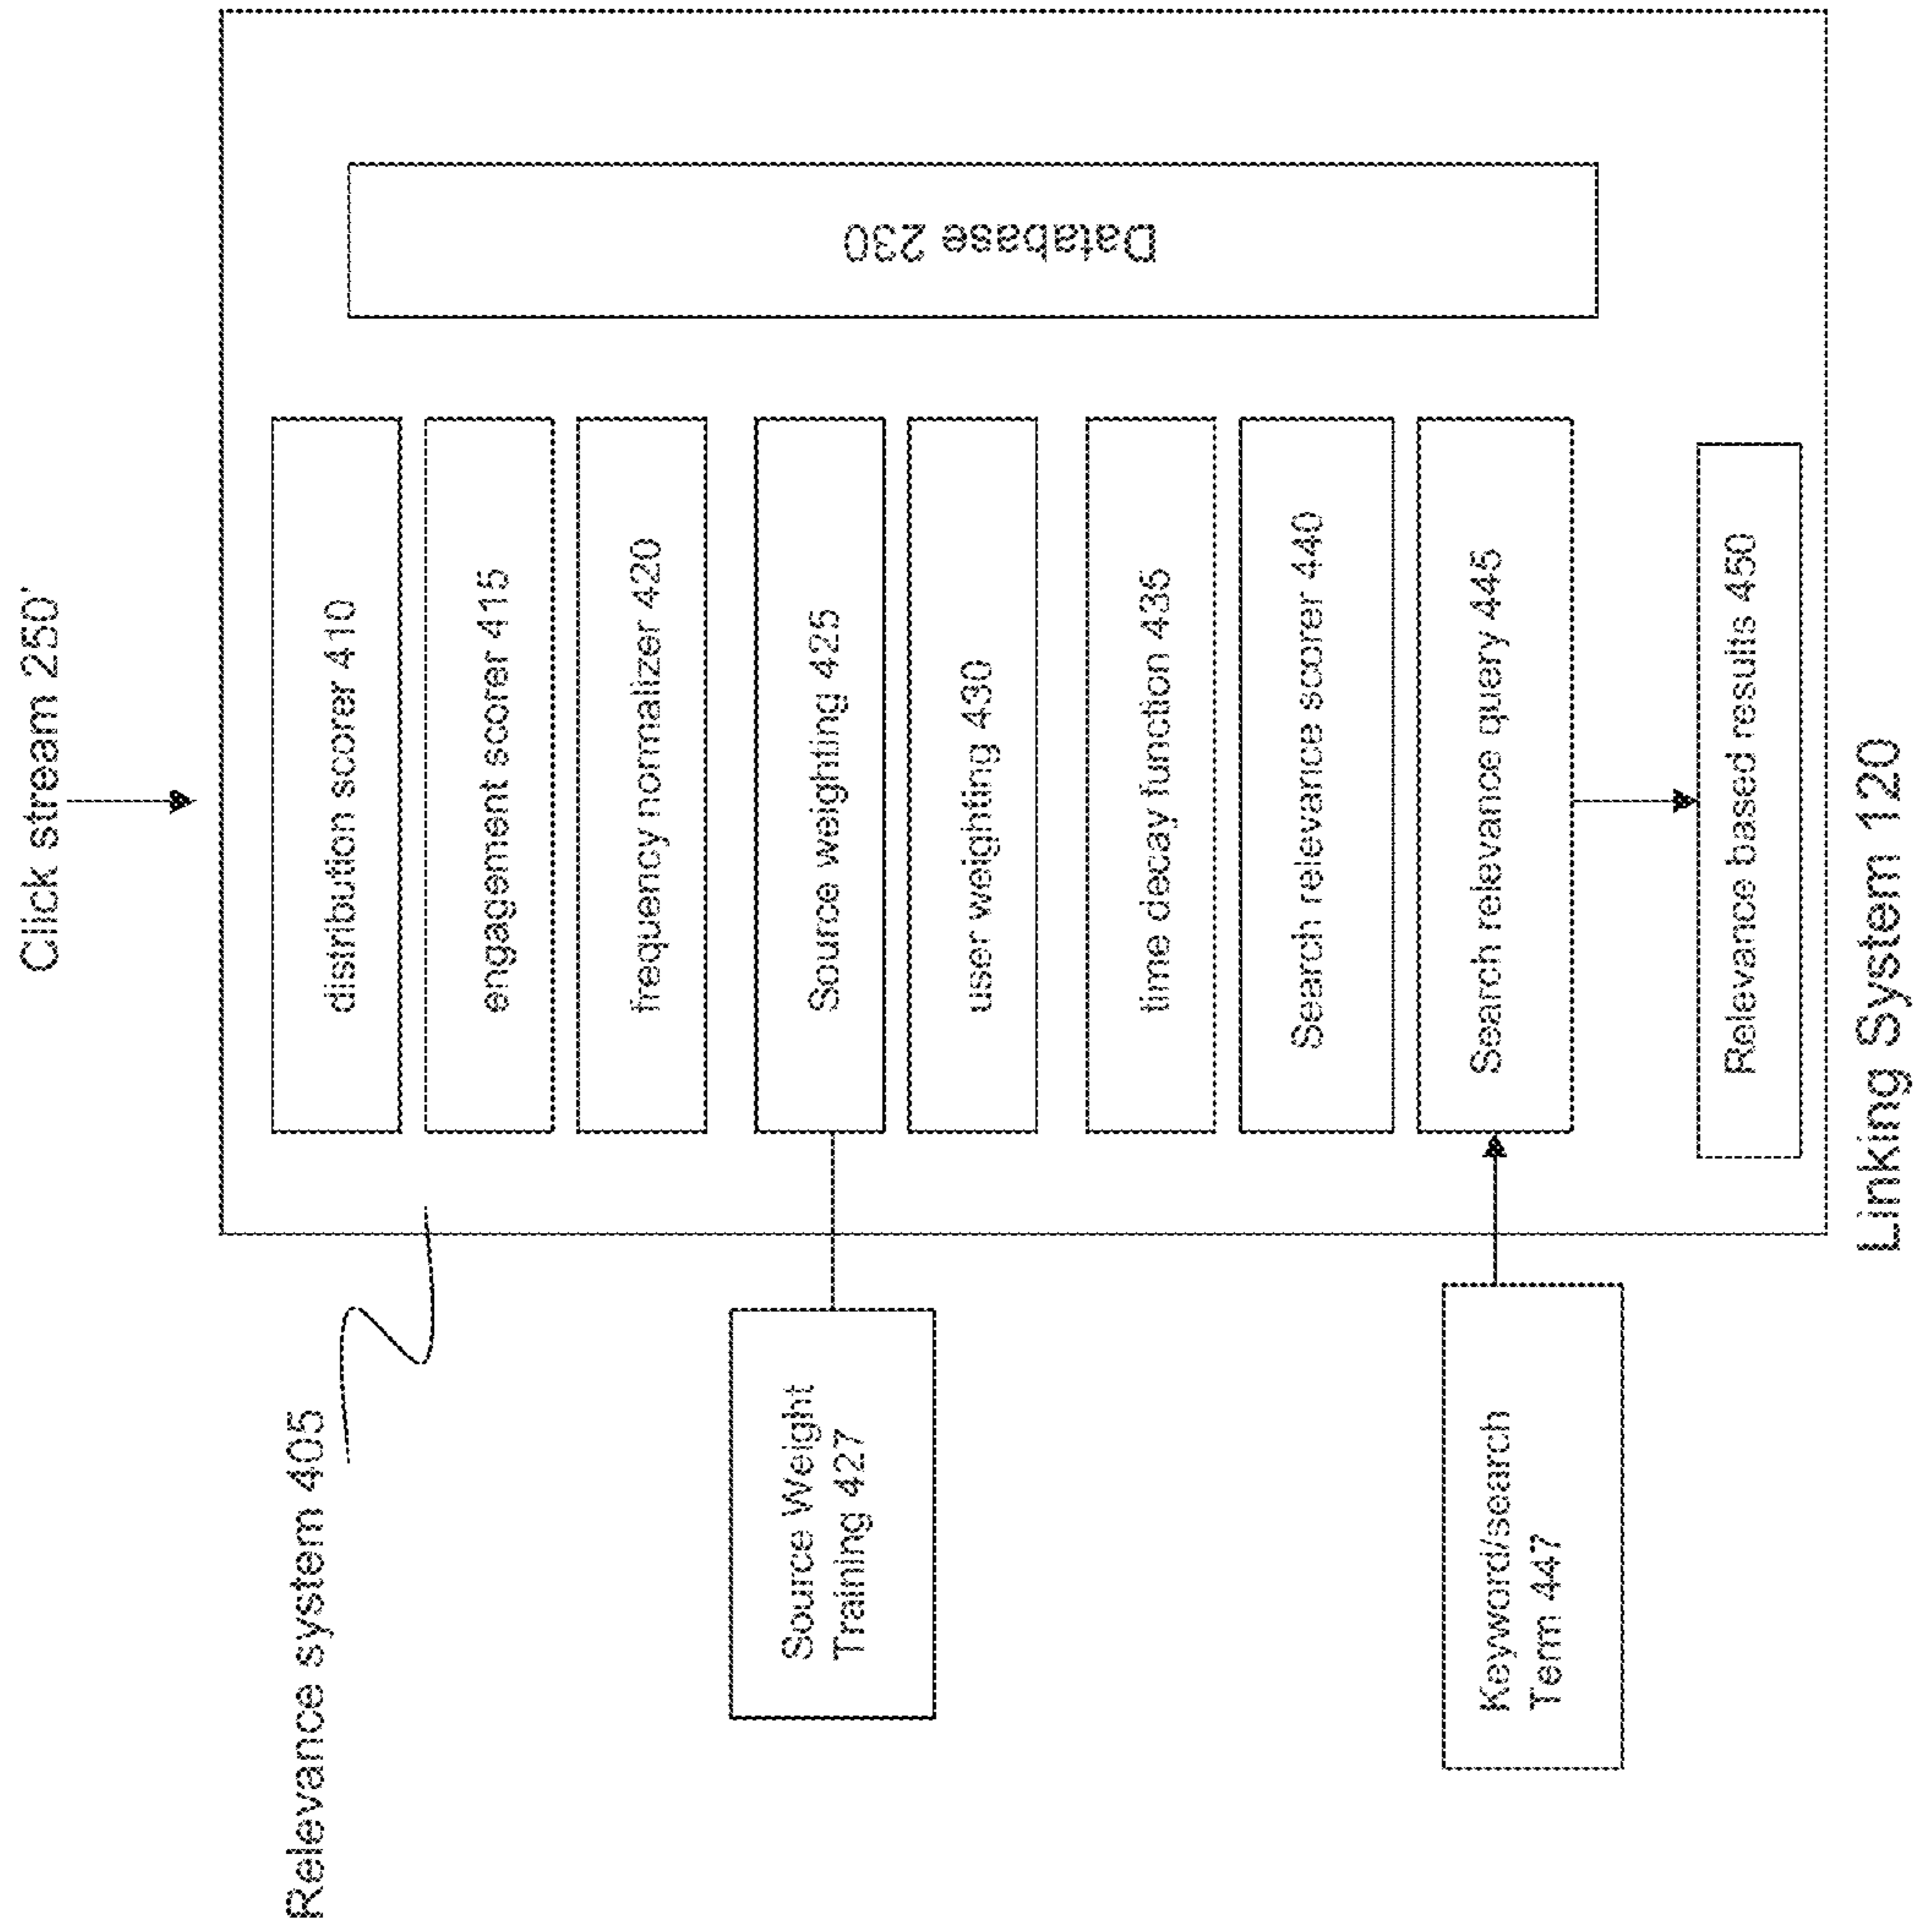 Click stream 250'
Relevance system 405
distribution scorer 410
engagement scorer 415
frequency normalizer 420
Source weighting 425
user weighting 430
time decay function 435
Search relevance scorer 440
Search relevance query 445
Relevance based results 450
Database 230
Source Weight
Training 427
Keyword/search
Term 447
Linking System 120